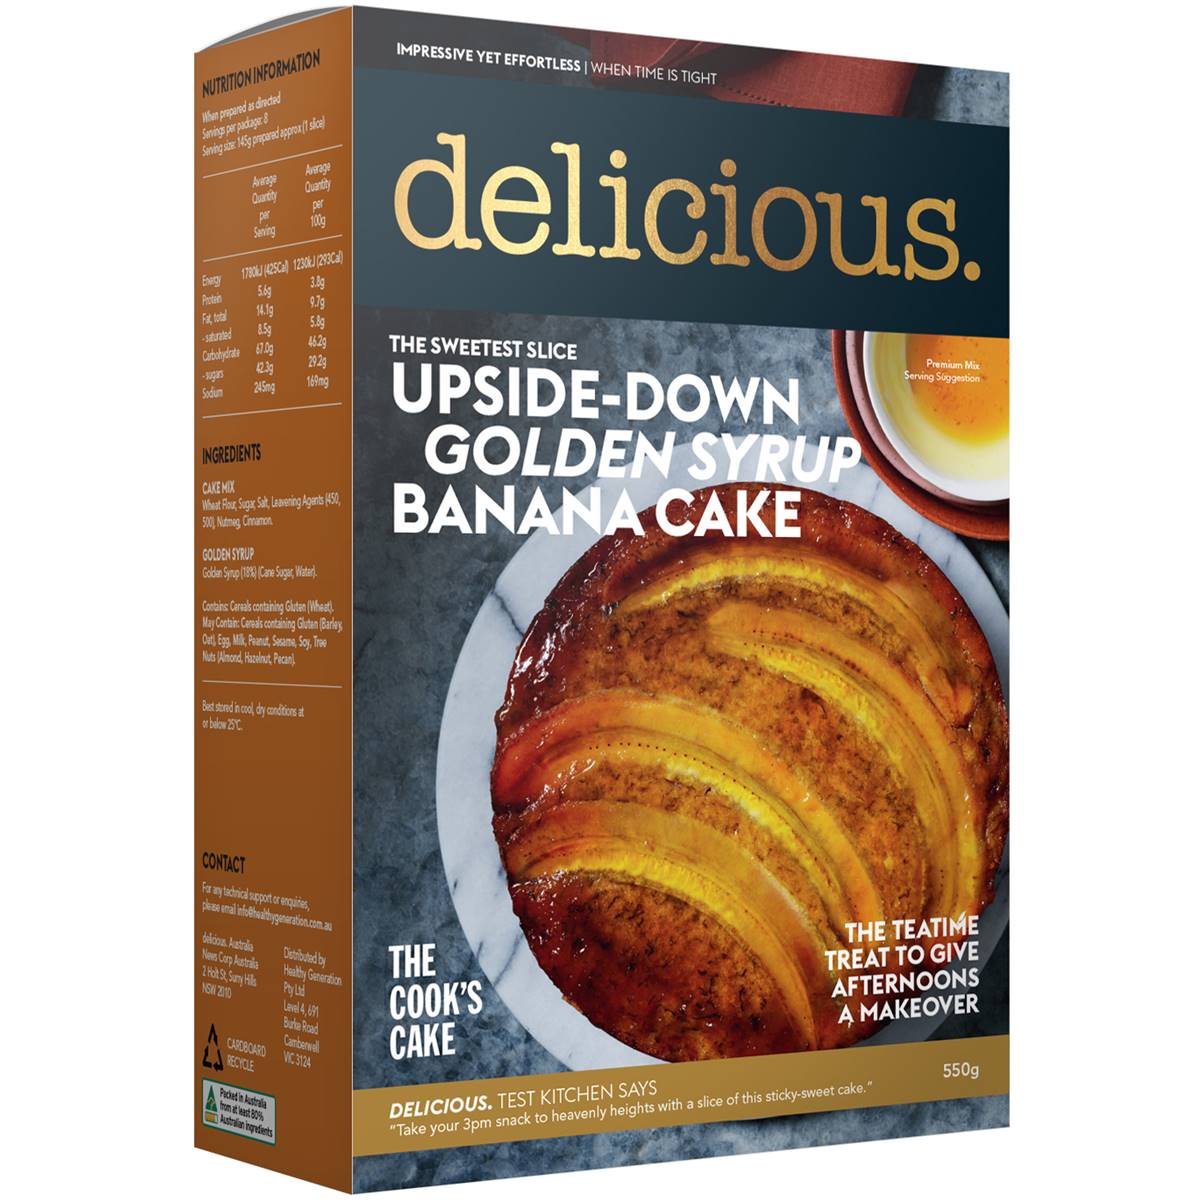 NUTRITION INFORMATION
When prepared as directed
Servings per package: 8
Serving size: 145g prepared approx (1 slice)
Average Quantity per Serving Average Quantity per 100g
Energy 1780kJ (425Cal) 1230kJ (293Cal)
Protein 5.6g 3.8g
Fat, total 14.1g 9.7g
- saturated 8.5g 5.8g
Carbohydrate 67.0g 46.2g
- sugars 42.3g 29.2g
Sodium 245mg 169mg
INGREDIENTS
CAKE MIX
Wheat Flour, Sugar, Salt, Leavening Agents (450,
500), Nutmeg, Cinnamon.
GOLDEN SYRUP
Golden Syrup (18%) (Cane Sugar, Water).
Contains: Cereals containing Gluten (Wheat).
May Contain: Cereals containing Gluten (Barley,
Oat), Egg, Milk, Peanut, Sesame, Soy, Tree
Nuts (Almond, Hazelnut, Pecan).
Best stored in cool, dry conditions at
or below 25°C.
CONTACT
For any technical support or enquiries,
please email info@healthygeneration.com.au
delicious. Australia
News Corp Australia
2 Holt St, Surry Hills
NSW 2010
Distributed by
Healthy Generation
Pty Ltd
Level 4, 691
Burke Road
Camberwell
VIC 3124
CARDBOARD
RECYCLE
Packed in Australia
from at least 80%
Australian ingredients
IMPRESSIVE YET EFFORTLESS | WHEN TIME IS TIGHT
delicious.
THE SWEETEST SLICE
UPSIDE-DOWN
GOLDEN SYRUP
BANANA CAKE
Premium Mix
Serving Suggestion
THE
COOK'S
CAKE
THE TEATIME
TREAT TO GIVE
AFTERNOONS
A MAKEOVER
DELICIOUS. TEST KITCHEN SAYS
"Take your 3pm snack to heavenly heights with a slice of this sticky-sweet cake."
550g